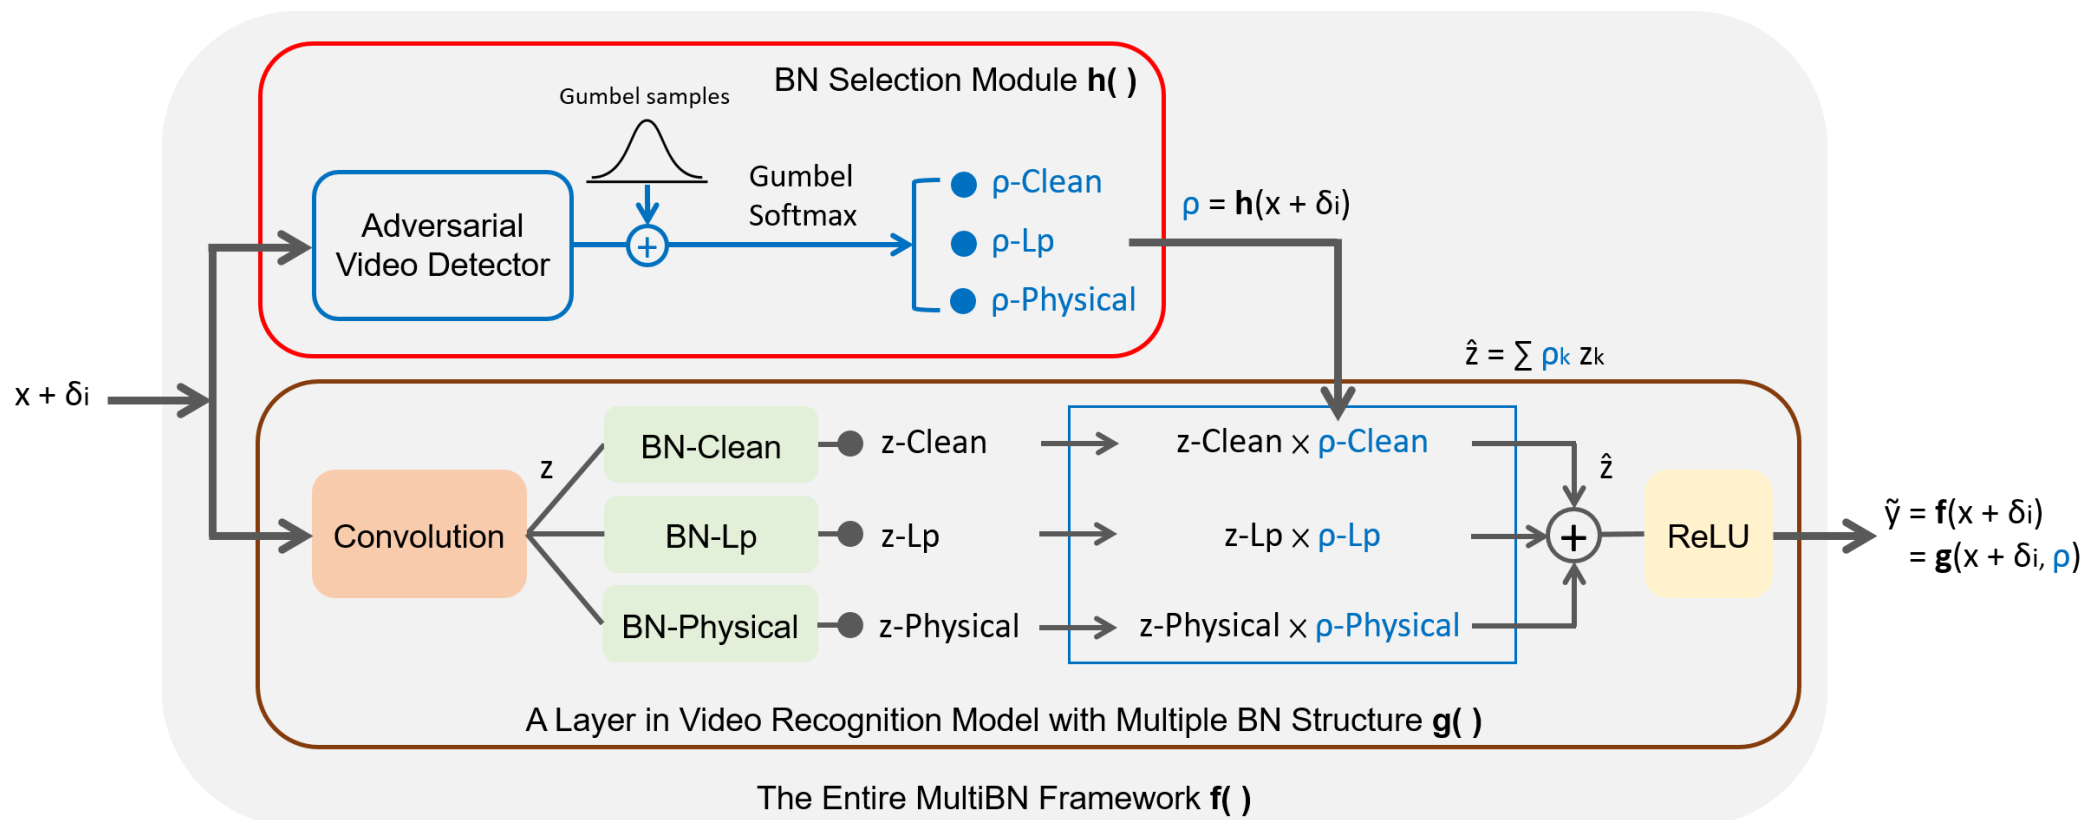 BN Selection Module h( )
Gumbel samples
Gumbel
Softmax
Adversarial
Video Detector
+
ρ-Clean
ρ-Lp
ρ-Physical
ρ = h(x + δi)
x + δi
ẑ = ∑ ρk zk
Convolution
z
BN-Clean
BN-Lp
BN-Physical
z-Clean
z-Lp
z-Physical
z-Clean × ρ-Clean
z-Lp × ρ-Lp
z-Physical × ρ-Physical
ẑ
+
ReLU
ỹ = f(x + δi)
= g(x + δi, ρ)
A Layer in Video Recognition Model with Multiple BN Structure g( )
The Entire MultiBN Framework f( )